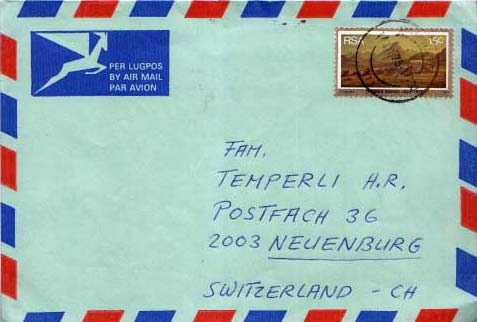 PER LUGPOS
BY AIR MAIL
PAR AVION
RSA 15c
FAM.
TEMPERLI H.R.
POSTFACH 36
2003 NEUENBURG
SWITZERLAND - CH